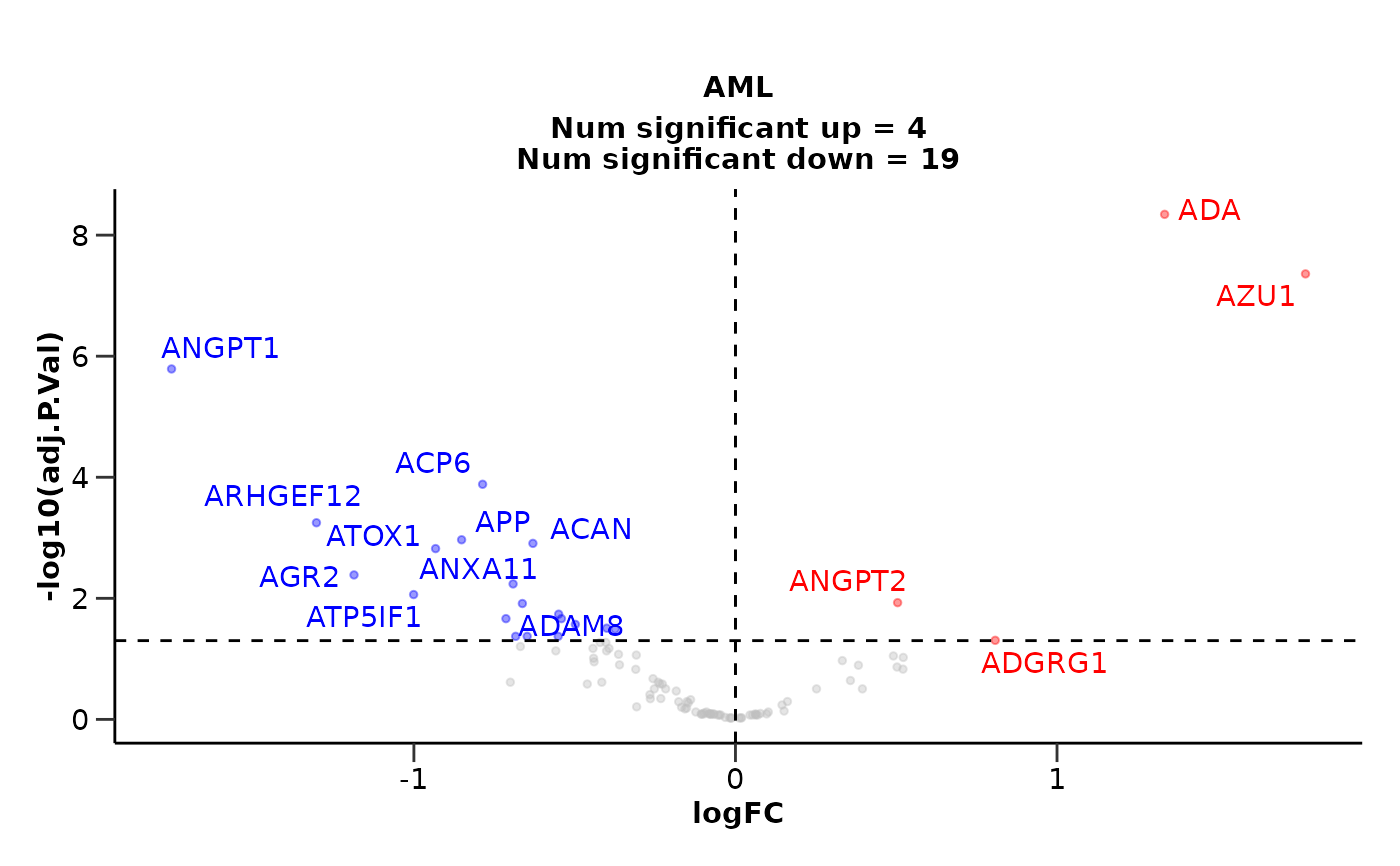 AML
Num significant up = 4
Num significant down = 19
-log10(adj.P.Val)
8
6
4
2
0
ADA
AZU1
ANGPT1
ACP6
ARHGEF12
APP
ACAN
ATOX1
ANXA11
AGR2
ANGPT2
ATP5IF1
ADAM8
ADGRG1
-1
0
1
logFC